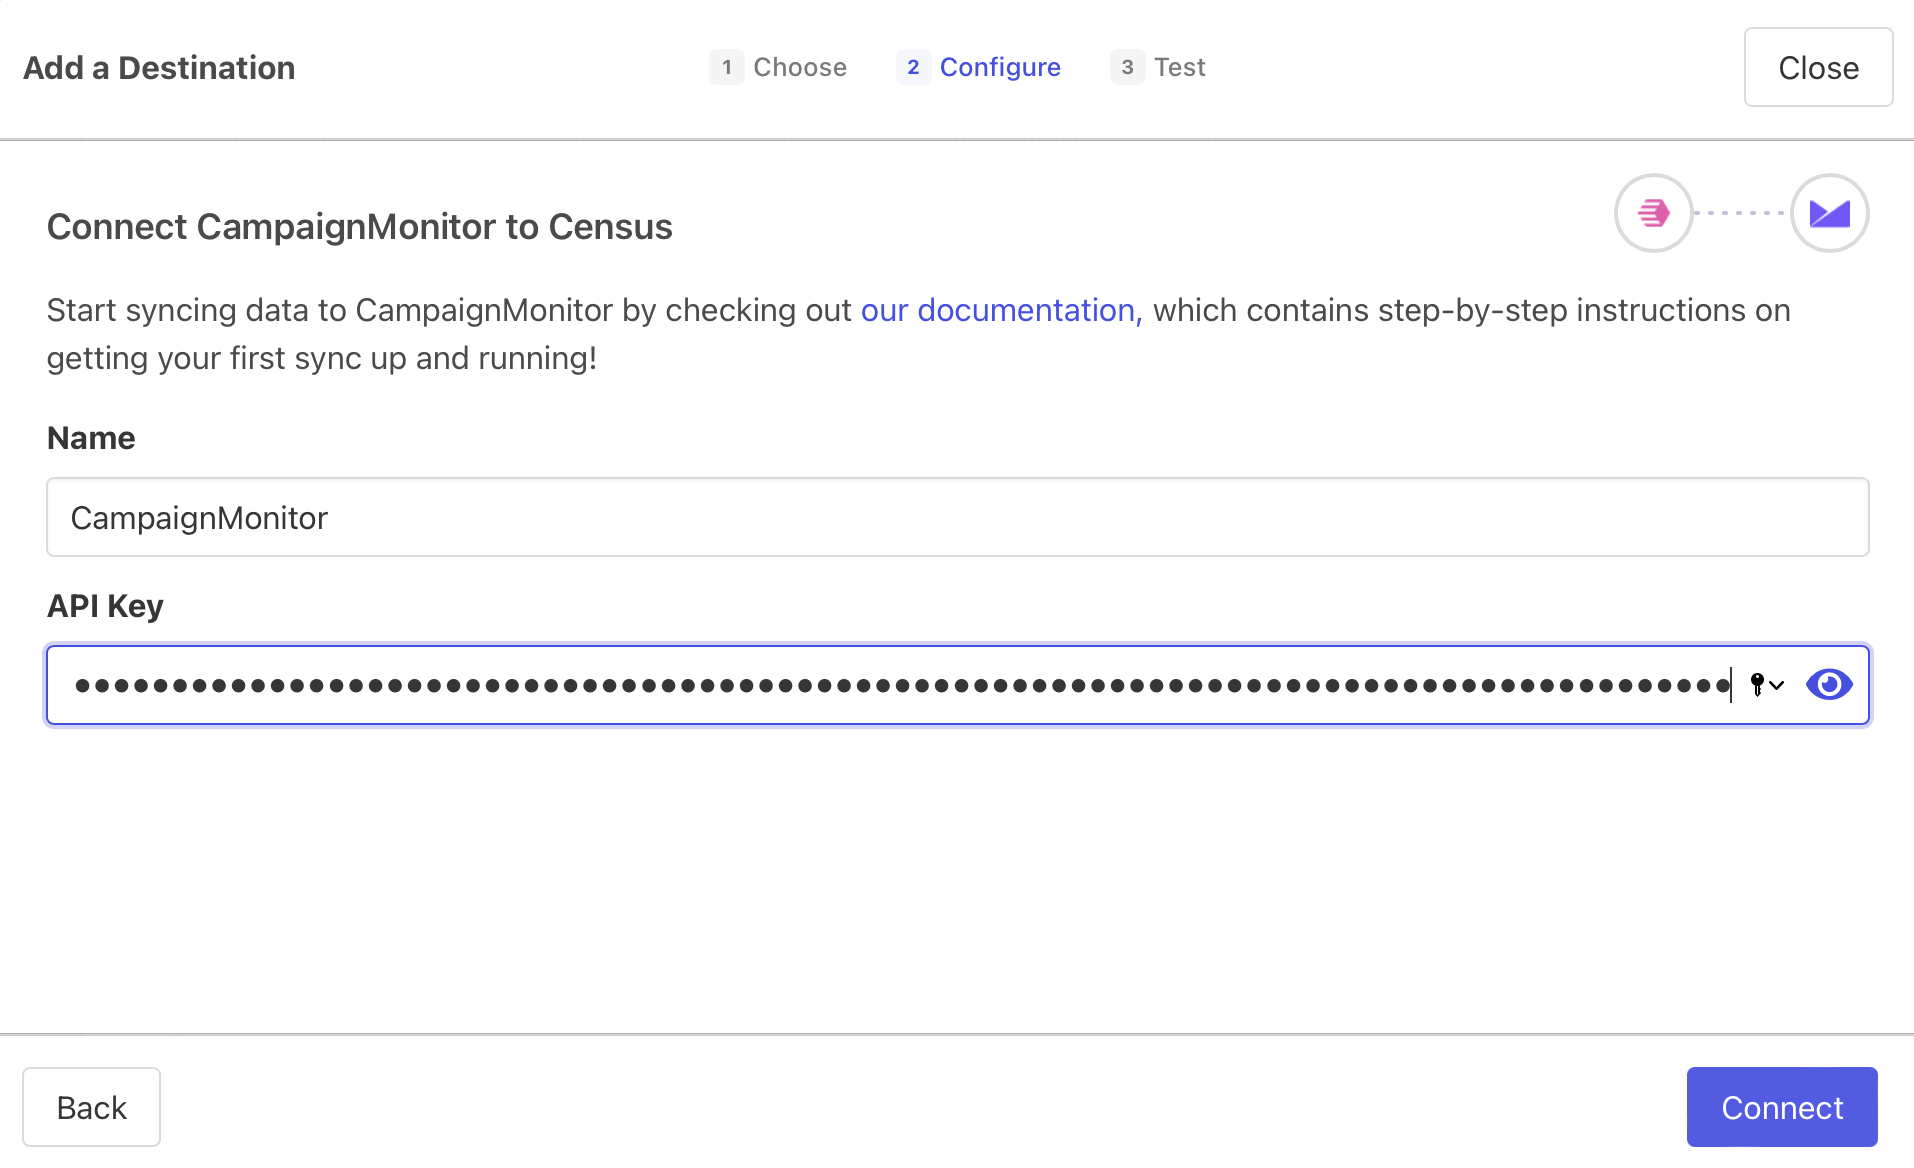 Add a Destination
1 Choose
2 Configure
3 Test
Close
Connect CampaignMonitor to Census
Start syncing data to CampaignMonitor by checking out our documentation, which contains step-by-step instructions on
getting your first sync up and running!
Name
CampaignMonitor
API Key
Back
Connect